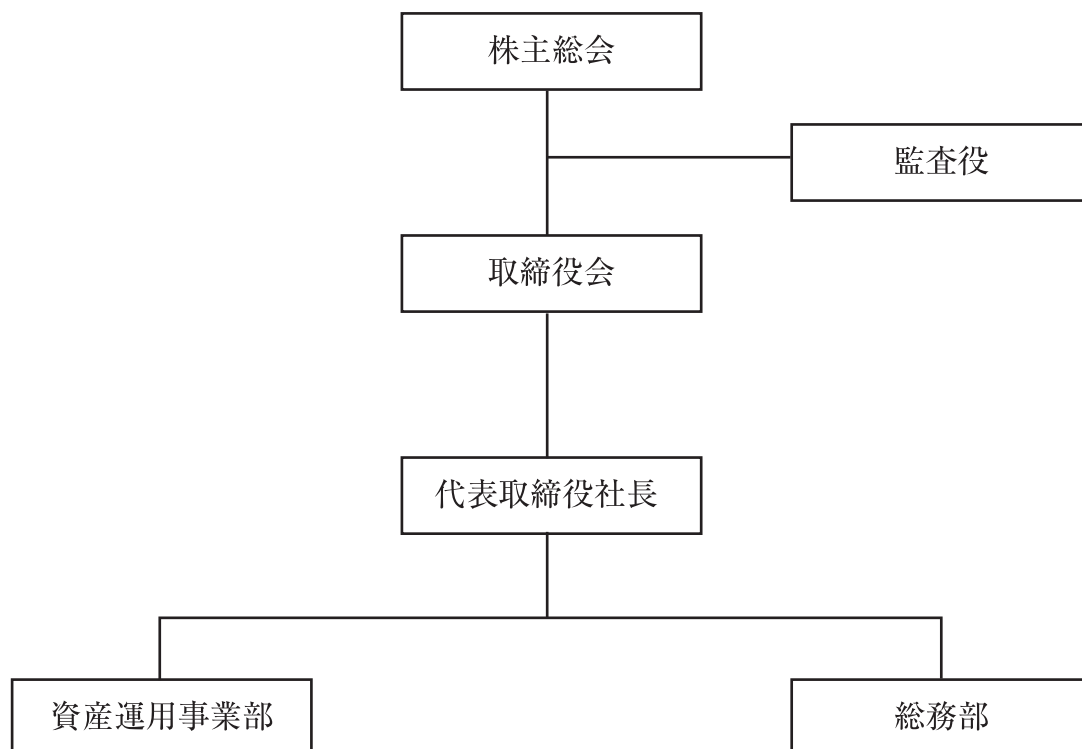 株主総会
監査役
取締役会
代表取締役社長
資産運用事業部
総務部